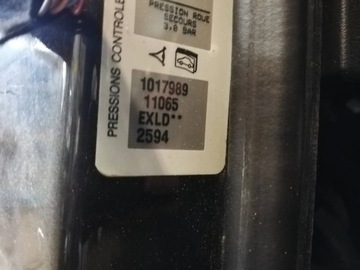 PRESSION ROUE
SECOURS
3,0 BAR
PRESSIONS CONTROLE
1017989
11065
EXLD**
2594